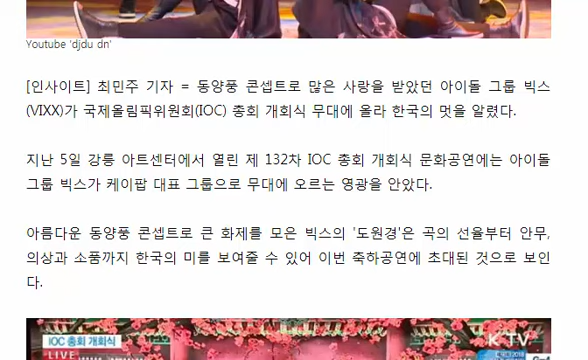 Youtube 'djdu dn'
[인사이트] 최민주 기자 = 동양풍 콘셉트로 많은 사랑을 받았던 아이돌 그룹 빅스
(VIXX)가 국제올림픽위원회(IOC) 총회 개회식 무대에 올라 한국의 멋을 알렸다.
지난 5일 강릉 아트센터에서 열린 제 132차 IOC 총회 개회식 문화공연에는 아이돌
그룹 빅스가 케이팝 대표 그룹으로 무대에 오르는 영광을 안았다.
아름다운 동양풍 콘셉트로 큰 화제를 모은 빅스의 '도원경'은 곡의 선율부터 안무,
의상과 소품까지 한국의 미를 보여줄 수 있어 이번 축하공연에 초대된 것으로 보인
다.
IOC 총회 개회식
LIVE
KTV